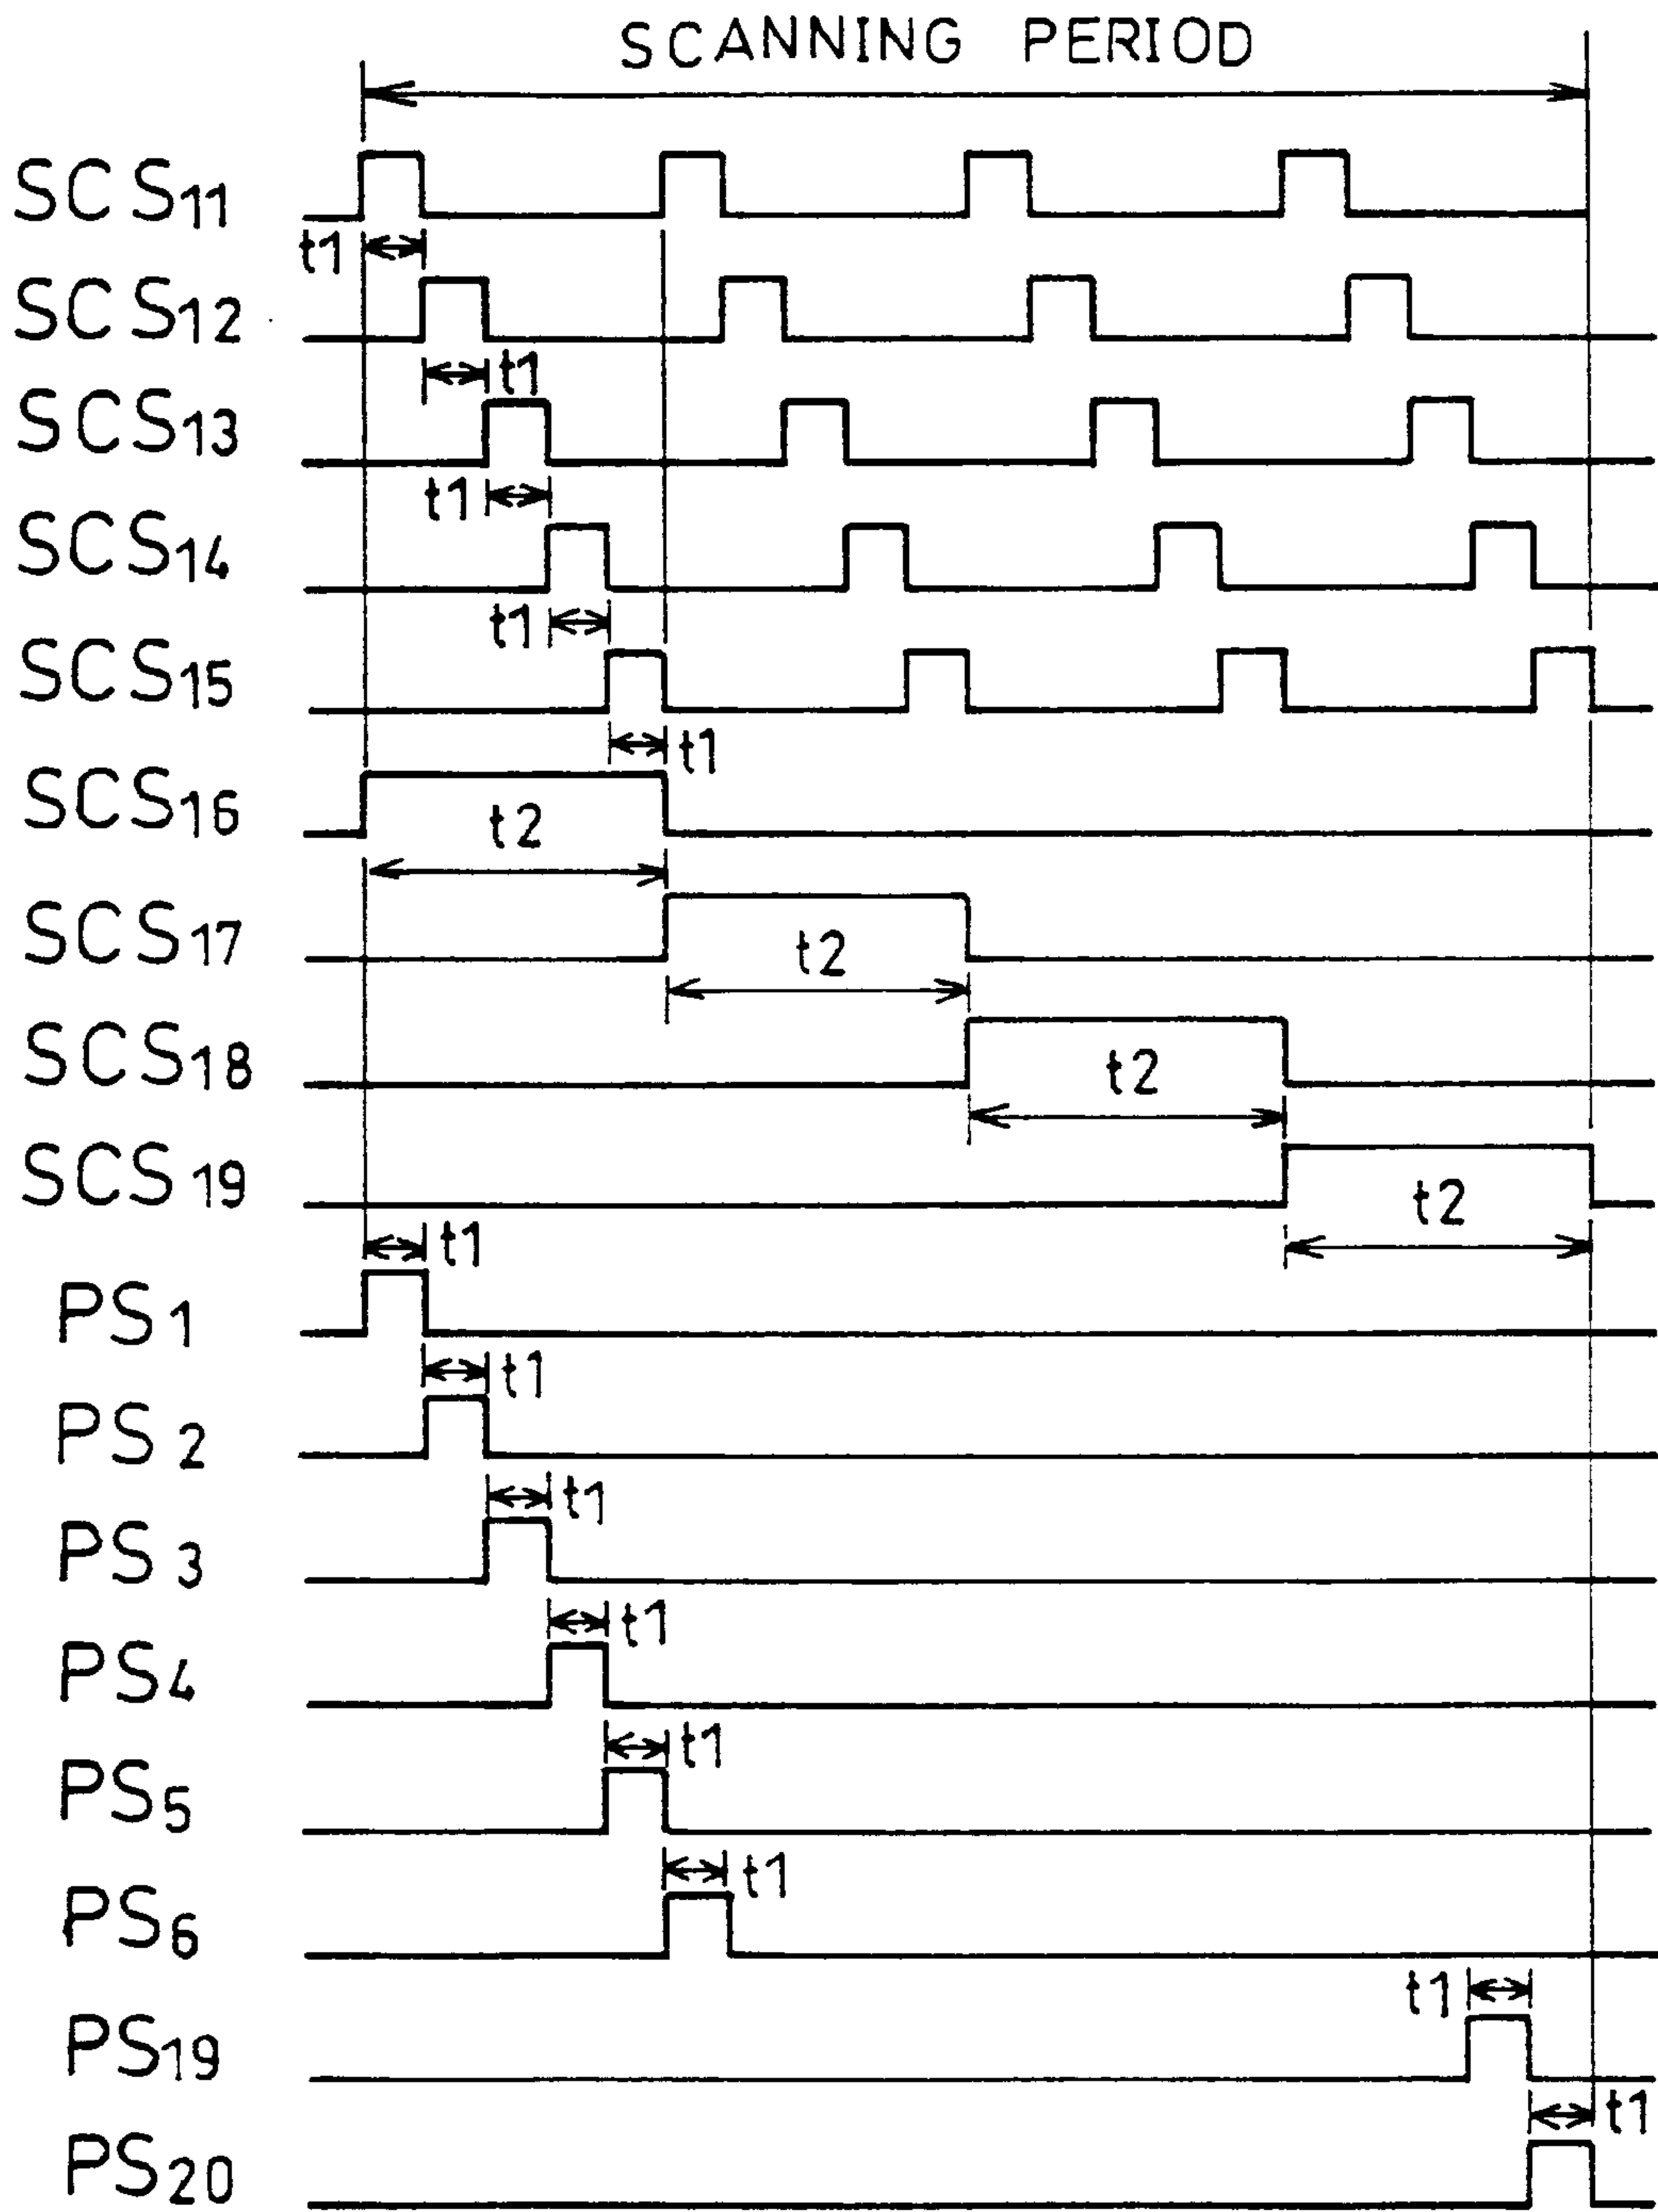 SCANNING PERIOD
SCS11
t1
SCS12
t1
SCS13
t1
SCS14
t1
SCS15
t1
SCS16
t2
SCS17
t2
SCS18
t2
SCS19
t2
t1
PS1
t1
PS2
t1
PS3
t1
PS4
t1
PS5
t1
PS6
t1
PS19
t1
PS20